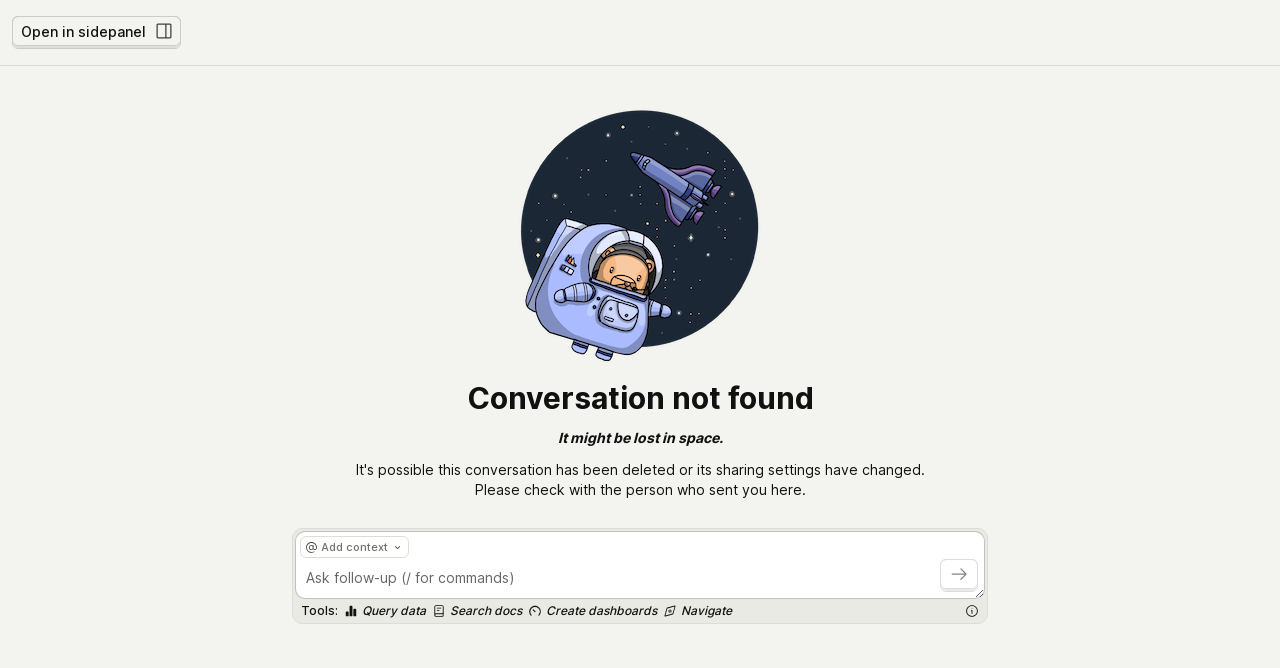 Open in sidepanel
Conversation not found
It might be lost in space.
It's possible this conversation has been deleted or its sharing settings have changed.
Please check with the person who sent you here.
@ Add context
Ask follow-up (/ for commands)
Tools: Query data Search docs Create dashboards Navigate